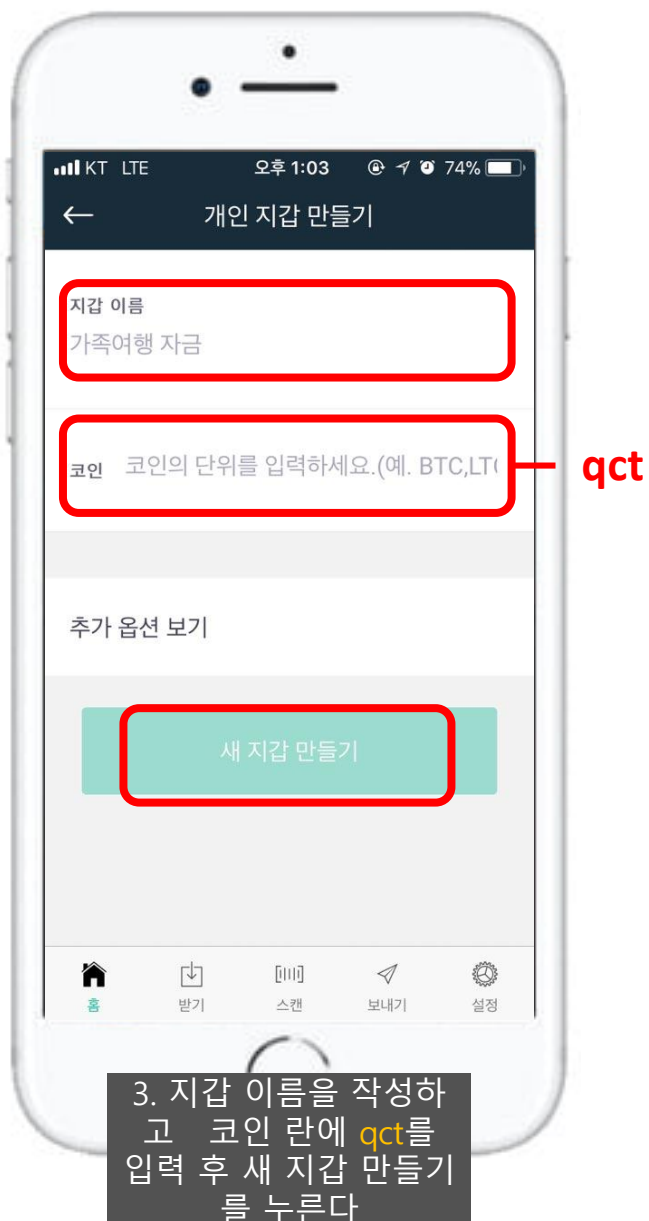 KT LTE 오후 1:03 74%
개인 지갑 만들기
지갑 이름
가족여행 자금
코인 코인의 단위를 입력하세요.(예. BTC,LT
qct
추가 옵션 보기
새 지갑 만들기
홈 받기 스캔 보내기 설정
3. 지갑 이름을 작성하
고 코인 란에 qct를
입력 후 새 지갑 만들기
를 누른다